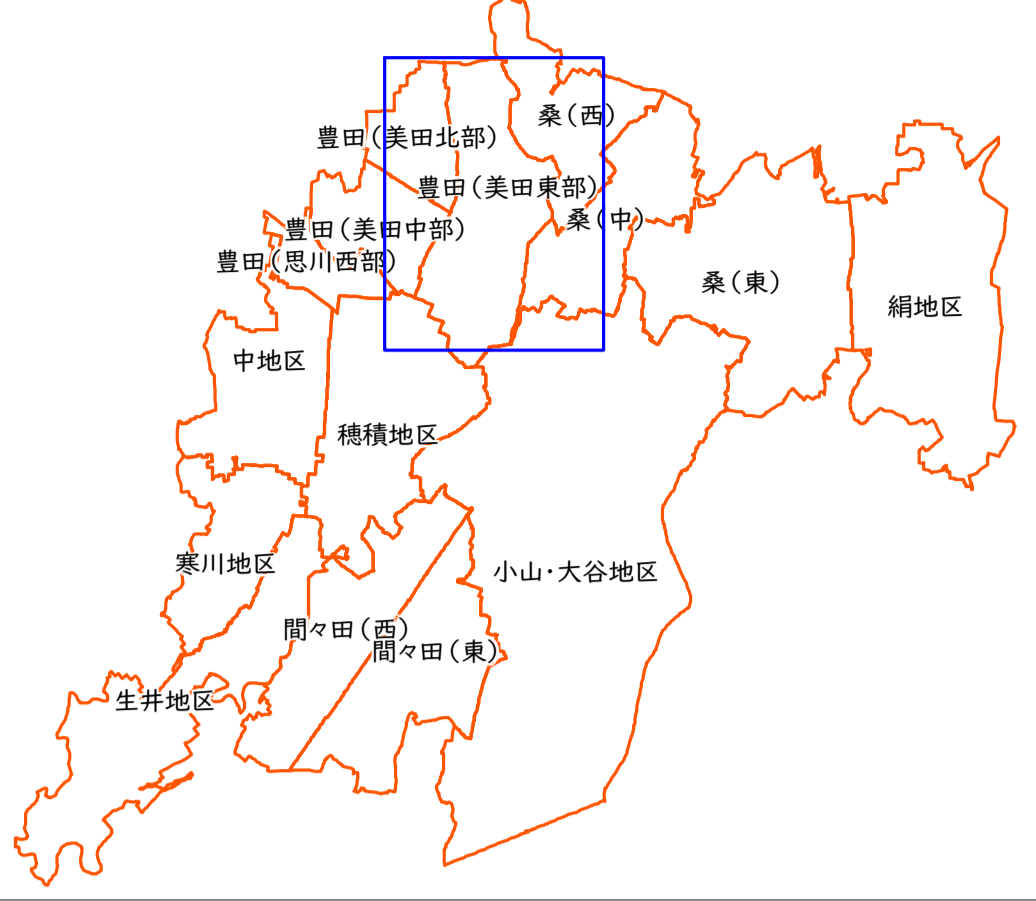 桑(西)
豊田(美田北部)
豊田(美田東部)
桑(中)
豊田(美田中部)
豊田(思川西部)
桑(東)
絹地区
中地区
穂積地区
寒川地区
小山・大谷地区
間々田(西)
間々田(東)
生井地区